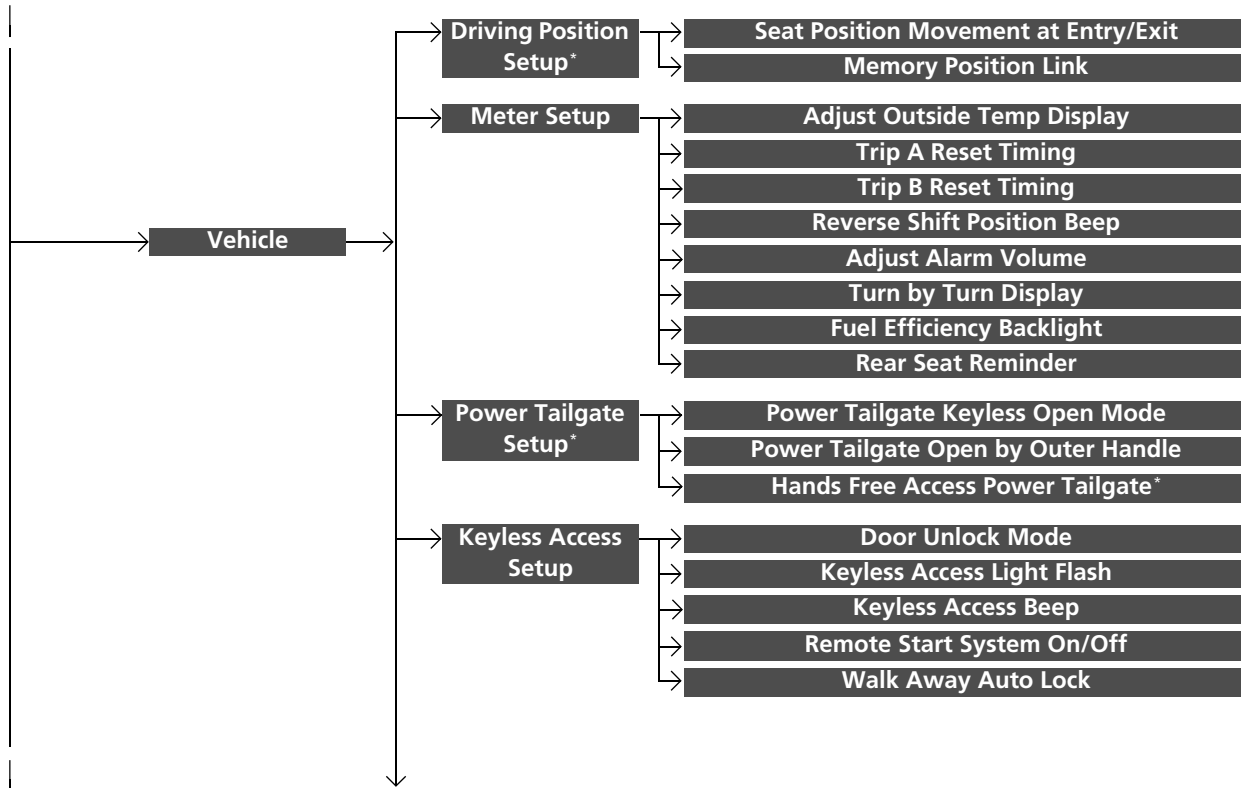 Driving Position
Setup*
Seat Position Movement at Entry/Exit
Memory Position Link
Meter Setup
Adjust Outside Temp Display
Trip A Reset Timing
Trip B Reset Timing
Reverse Shift Position Beep
Vehicle
Adjust Alarm Volume
Turn by Turn Display
Fuel Efficiency Backlight
Rear Seat Reminder
Power Tailgate
Setup*
Power Tailgate Keyless Open Mode
Power Tailgate Open by Outer Handle
Hands Free Access Power Tailgate*
Keyless Access
Setup
Door Unlock Mode
Keyless Access Light Flash
Keyless Access Beep
Remote Start System On/Off
Walk Away Auto Lock